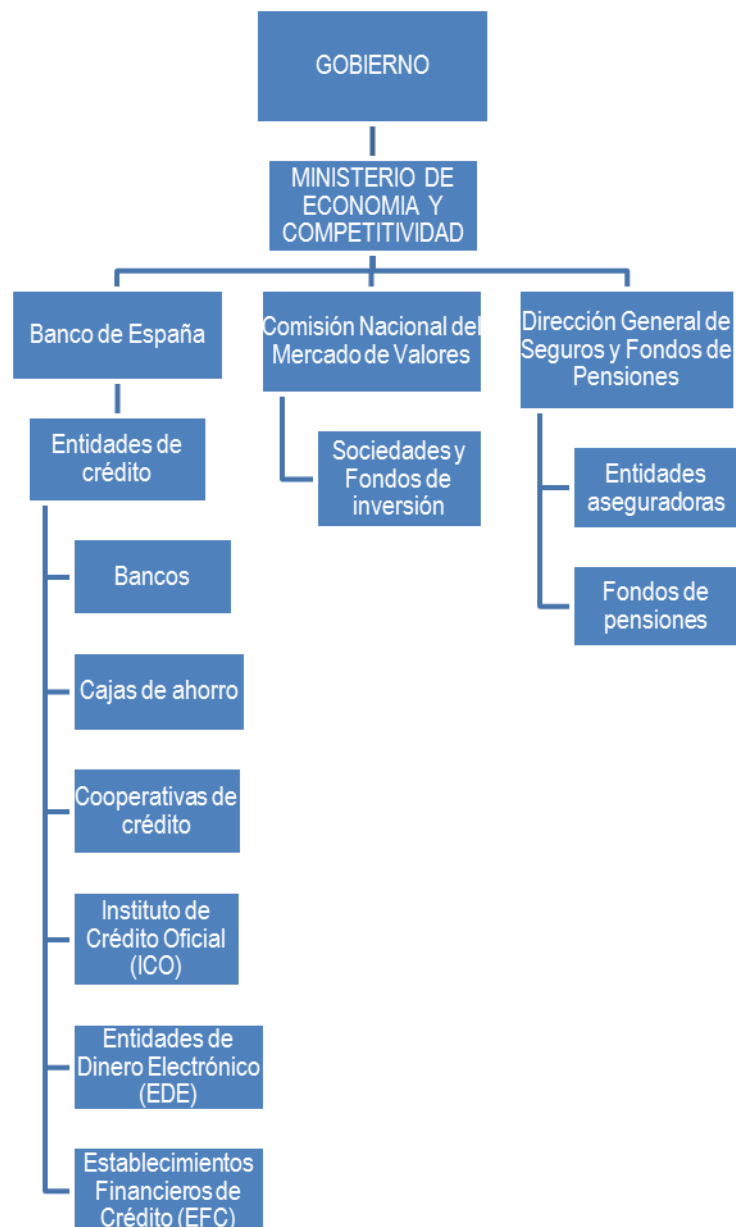 GOBIERNO
MINISTERIO DE
ECONOMIA Y
COMPETITIVIDAD
Banco de España
Entidades de
crédito
Bancos
Cajas de ahorro
Cooperativas de
crédito
Instituto de
Crédito Oficial
(ICO)
Entidades de
Dinero Electrónico
(EDE)
Establecimientos
Financieros de
Crédito (EFC)
Comisión Nacional del
Mercado de Valores
Sociedades y
Fondos de
inversión
Dirección General de
Seguros y Fondos de
Pensiones
Entidades
aseguradoras
Fondos de
pensiones